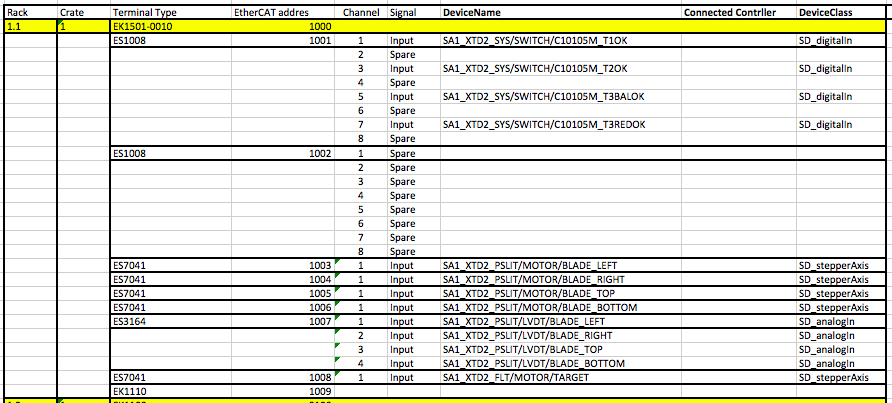 Rack Crate Terminal Type EtherCAT addres Channel Signal DeviceName Connected Contrller DeviceClass
1.1 1 EK1501-0010 1000
ES1008 1001 1 Input SA1_XTD2_SYS/SWITCH/C10105M_T1OK SD_digitalIn
2 Spare
3 Input SA1_XTD2_SYS/SWITCH/C10105M_T2OK SD_digitalIn
4 Spare
5 Input SA1_XTD2_SYS/SWITCH/C10105M_T3BALOK SD_digitalIn
6 Spare
7 Input SA1_XTD2_SYS/SWITCH/C10105M_T3REDOK SD_digitalIn
8 Spare
ES1008 1002 1 Spare
2 Spare
3 Spare
4 Spare
5 Spare
6 Spare
7 Spare
8 Spare
ES7041 1003 1 Input SA1_XTD2_PSLIT/MOTOR/BLADE_LEFT SD_stepperAxis
ES7041 1004 1 Input SA1_XTD2_PSLIT/MOTOR/BLADE_RIGHT SD_stepperAxis
ES7041 1005 1 Input SA1_XTD2_PSLIT/MOTOR/BLADE_TOP SD_stepperAxis
ES7041 1006 1 Input SA1_XTD2_PSLIT/MOTOR/BLADE_BOTTOM SD_stepperAxis
ES3164 1007 1 Input SA1_XTD2_PSLIT/LVDT/BLADE_LEFT SD_analogIn
2 Input SA1_XTD2_PSLIT/LVDT/BLADE_RIGHT SD_analogIn
3 Input SA1_XTD2_PSLIT/LVDT/BLADE_TOP SD_analogIn
4 Input SA1_XTD2_PSLIT/LVDT/BLADE_BOTTOM SD_analogIn
ES7041 1008 1 Input SA1_XTD2_FLT/MOTOR/TARGET SD_stepperAxis
EK1110 1009